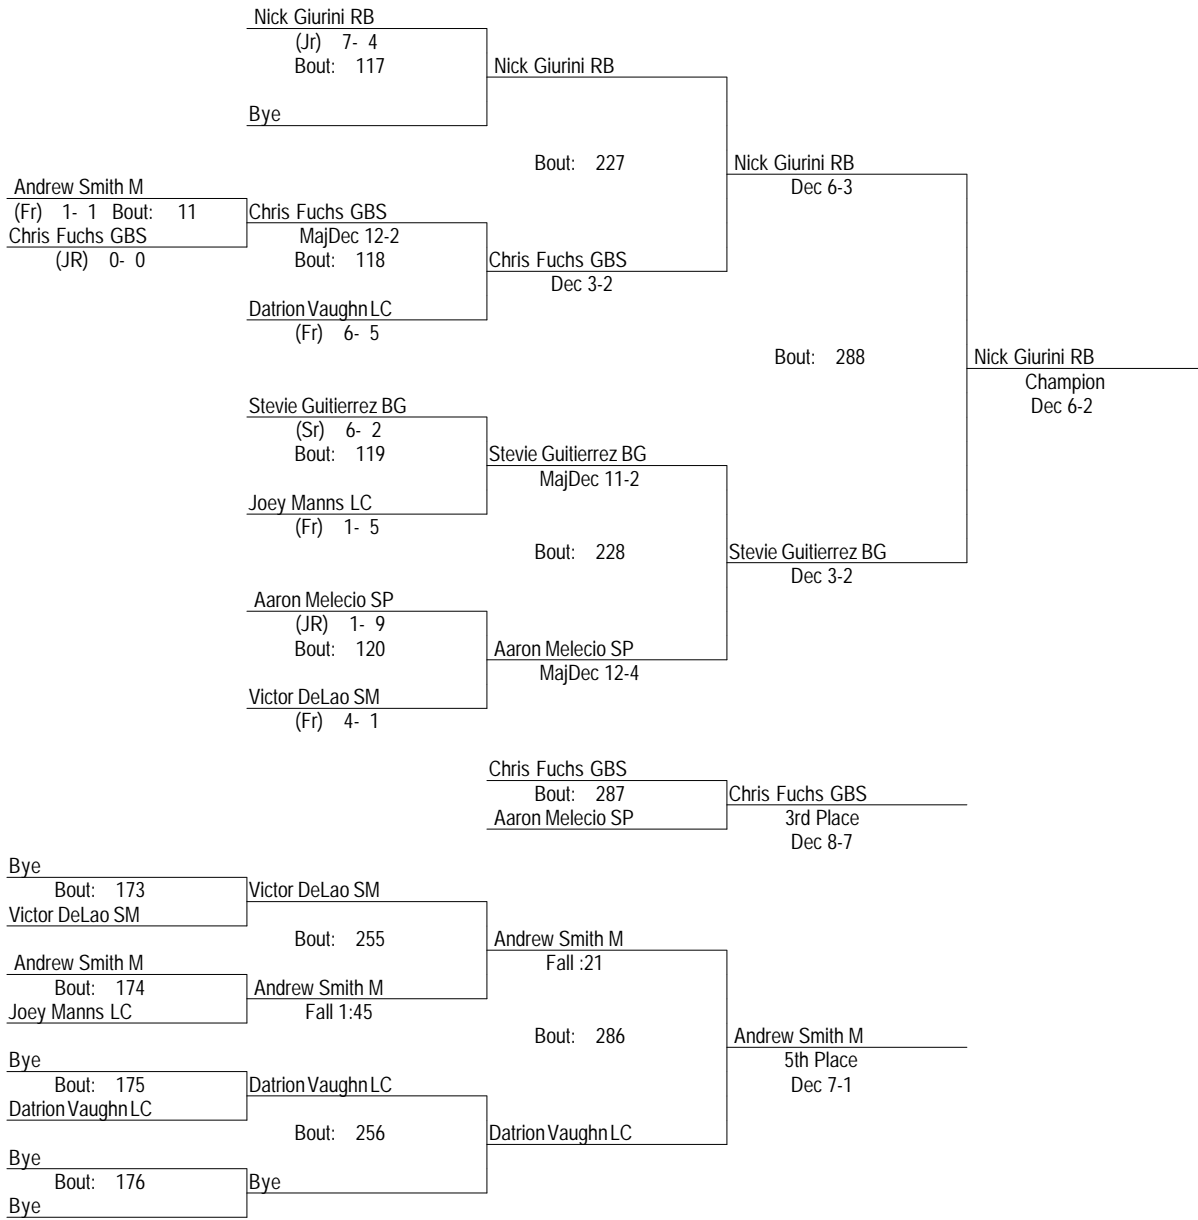 Nick Giurini RB
(Jr) 7- 4
Bout: 117
Nick Giurini RB
Bye
Bout: 227
Nick Giurini RB
Dec 6-3
Andrew Smith M
(Fr) 1- 1 Bout: 11
Chris Fuchs GBS
(JR) 0- 0
Chris Fuchs GBS
MajDec 12-2
Bout: 118
Chris Fuchs GBS
Dec 3-2
Datrion Vaughn LC
(Fr) 6- 5
Bout: 288
Nick Giurini RB
Champion
Dec 6-2
Stevie Guitierrez BG
(Sr) 6- 2
Bout: 119
Stevie Guitierrez BG
MajDec 11-2
Joey Manns LC
(Fr) 1- 5
Bout: 228
Stevie Guitierrez BG
Dec 3-2
Aaron Melecio SP
(JR) 1- 9
Bout: 120
Aaron Melecio SP
MajDec 12-4
Victor DeLao SM
(Fr) 4- 1
Chris Fuchs GBS
Bout: 287
Aaron Melecio SP
Chris Fuchs GBS
3rd Place
Dec 8-7
Bye
Bout: 173
Victor DeLao SM
Victor DeLao SM
Bout: 255
Andrew Smith M
Fall :21
Andrew Smith M
Bout: 174
Joey Manns LC
Andrew Smith M
Fall 1:45
Bout: 286
Andrew Smith M
5th Place
Dec 7-1
Bye
Bout: 175
Datrion Vaughn LC
Datrion Vaughn LC
Bout: 256
Datrion Vaughn LC
Bye
Bout: 176
Bye
Bye